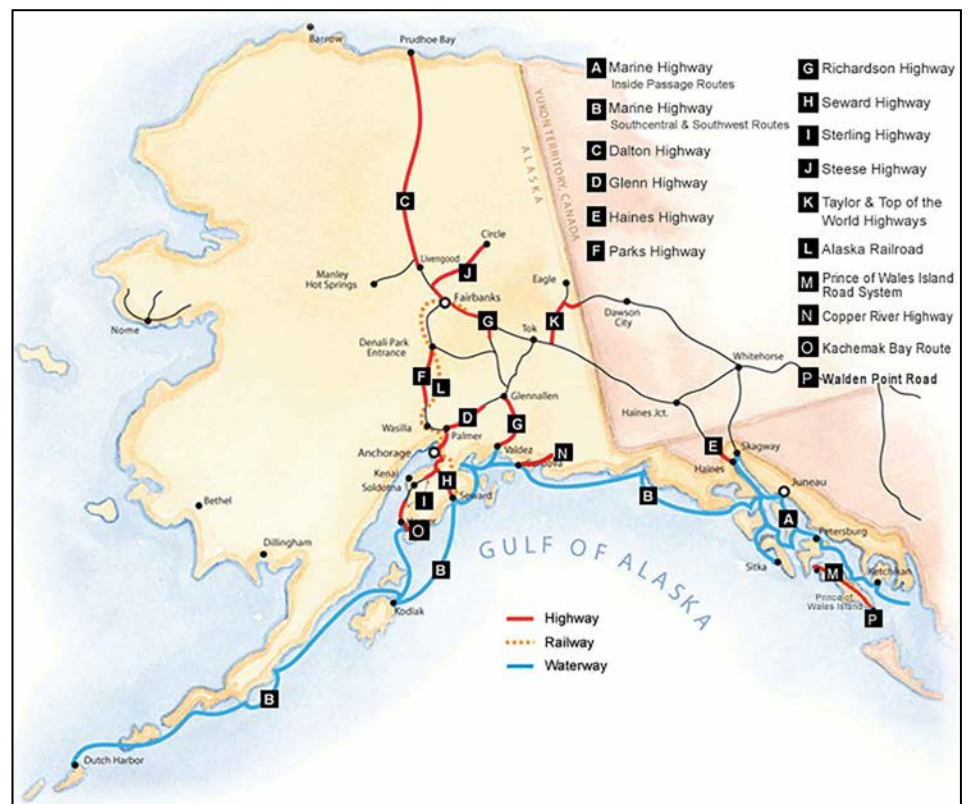 Barrow
Prudhoe Bay
YUKON TERRITORY, CANADA
ALASKA
A Marine Highway
Inside Passage Routes
B Marine Highway
Southcentral & Southwest Routes
C Dalton Highway
D Glenn Highway
E Haines Highway
F Parks Highway
G Richardson Highway
H Seward Highway
I Sterling Highway
J Steese Highway
K Taylor & Top of the
World Highways
L Alaska Railroad
M Prince of Wales Island
Road System
N Copper River Highway
O Kachemak Bay Route
P Walden Point Road
C
Circle
Livengood
J
Manley
Hot Springs
Eagle
Fairbanks
G
K
Dawson
City
Nome
Tok
Denali Park
Entrance
Whitehorse
F
L
Glennallen
Haines Jct.
D
Wasilla
Palmer
G
Anchorage
Valdez
N
E
Skagway
Haines
Kenai
Soldotna
H
I
Seward
Juneau
B
Bethel
A
O
Petersburg
Dillingham
GULF OF ALASKA
B
Sitka
M
Ketchikan
Kodiak
Prince of
Wales Island
P
Highway
Railway
Waterway
B
Dutch Harbor